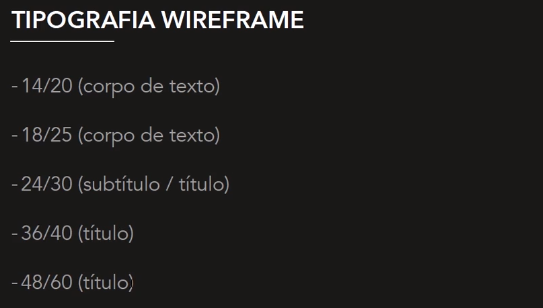 TIPOGRAFIA WIREFRAME
- 14/20 (corpo de texto)
- 18/25 (corpo de texto)
- 24/30 (subtítulo / título)
- 36/40 (título)
- 48/60 (título)